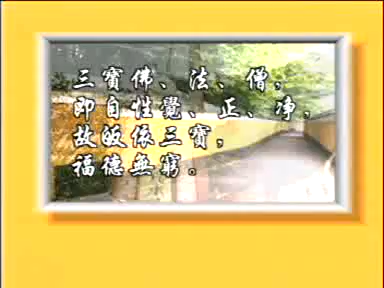 三寶佛、法、僧，
即自性覺、正、净，
故皈依三寶，
福德無窮。